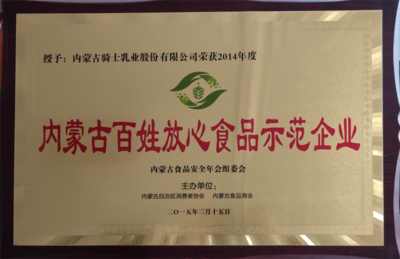 授予：内蒙古骑士乳业股份有限公司荣获2014年度
内蒙古百姓放心食品示范企业
内蒙古食品安全年会组委会
主办单位：
内蒙古自治区消费者协会 内蒙古食品商会
二〇一五年三月十五日